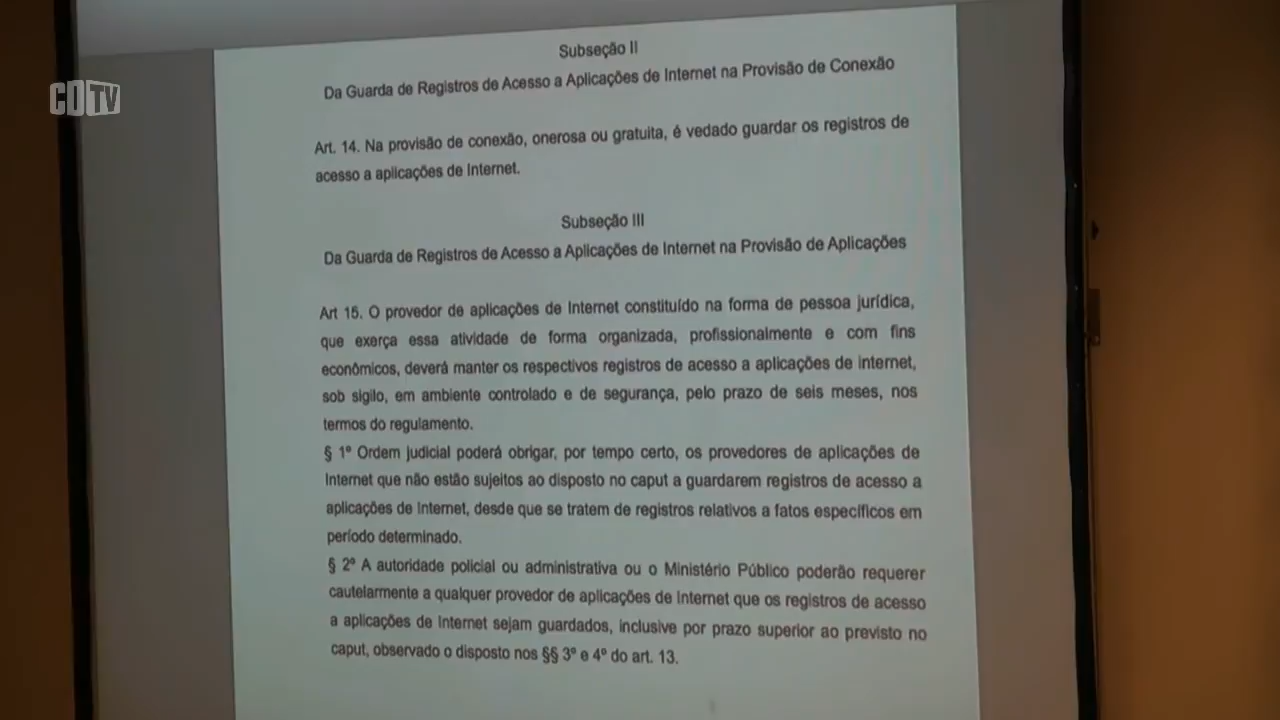 CDTV
Subseção II
Da Guarda de Registros de Acesso a Aplicações de Internet na Provisão de Conexão
Art. 14. Na provisão de conexão, onerosa ou gratuita, é vedado guardar os registros de
acesso a aplicações de Internet.
Subseção III
Da Guarda de Registros de Acesso a Aplicações de Internet na Provisão de Aplicações
Art 15. O provedor de aplicações de Internet constituído na forma de pessoa jurídica,
que exerça essa atividade de forma organizada, profissionalmente e com fins
econômicos, deverá manter os respectivos registros de acesso a aplicações de internet,
sob sigilo, em ambiente controlado e de segurança, pelo prazo de seis meses, nos
termos do regulamento.
§ 1º Ordem judicial poderá obrigar, por tempo certo, os provedores de aplicações de
Internet que não estão sujeitos ao disposto no caput a guardarem registros de acesso a
aplicações de Internet, desde que se tratem de registros relativos a fatos específicos em
período determinado.
§ 2º A autoridade policial ou administrativa ou o Ministério Público poderão requerer
cautelarmente a qualquer provedor de aplicações de Internet que os registros de acesso
a aplicações de Internet sejam guardados, inclusive por prazo superior ao previsto no
caput, observado o disposto nos §§ 3º e 4º do art. 13.